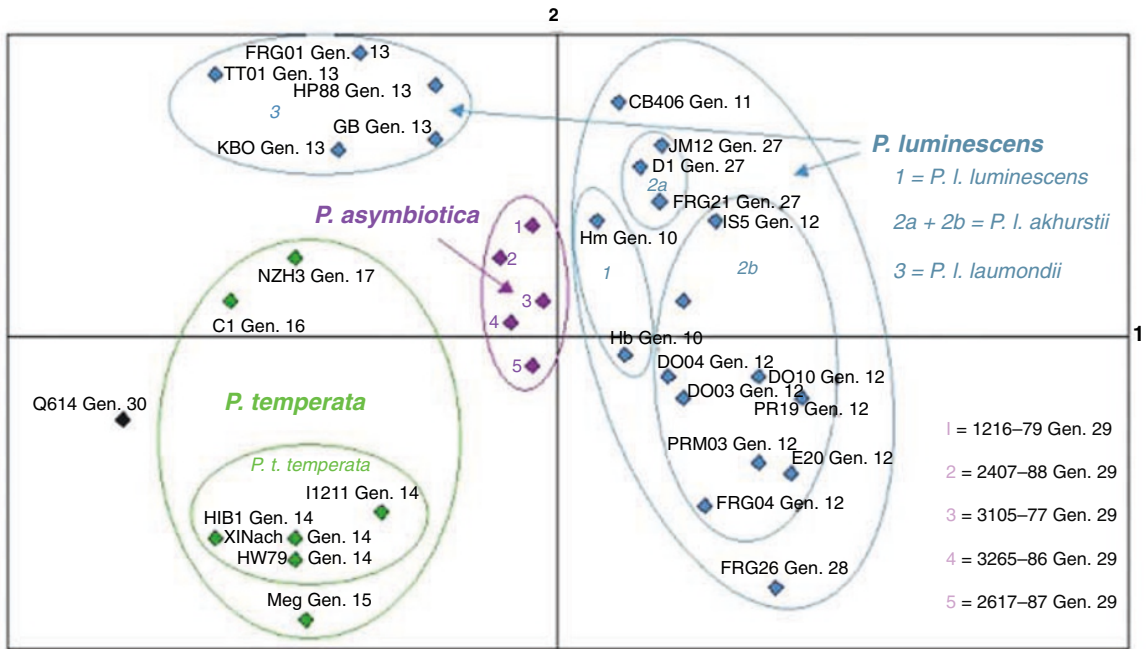 2
FRG01 Gen. 13
TT01 Gen. 13
HP88 Gen. 13
3
GB Gen. 13
KBO Gen. 13
CB406 Gen. 11
JM12 Gen. 27
D1 Gen. 27
2a
FRG21 Gen. 27
IS5 Gen. 12
Hm Gen. 10
1
2b
P. luminescens
1 = P. l. luminescens
2a + 2b = P. l. akhurstii
3 = P. l. laumondii
P. asymbiotica
1
2
3
4
5
NZH3 Gen. 17
C1 Gen. 16
1
Hb Gen. 10
DO04 Gen. 12
DO10 Gen. 12
DO03 Gen. 12
PR19 Gen. 12
PRM03 Gen. 12
E20 Gen. 12
FRG04 Gen. 12
FRG26 Gen. 28
Q614 Gen. 30
P. temperata
P. t. temperata
I1211 Gen. 14
HIB1 Gen. 14
XINach Gen. 14
HW79 Gen. 14
Meg Gen. 15
I = 1216–79 Gen. 29
2 = 2407–88 Gen. 29
3 = 3105–77 Gen. 29
4 = 3265–86 Gen. 29
5 = 2617–87 Gen. 29